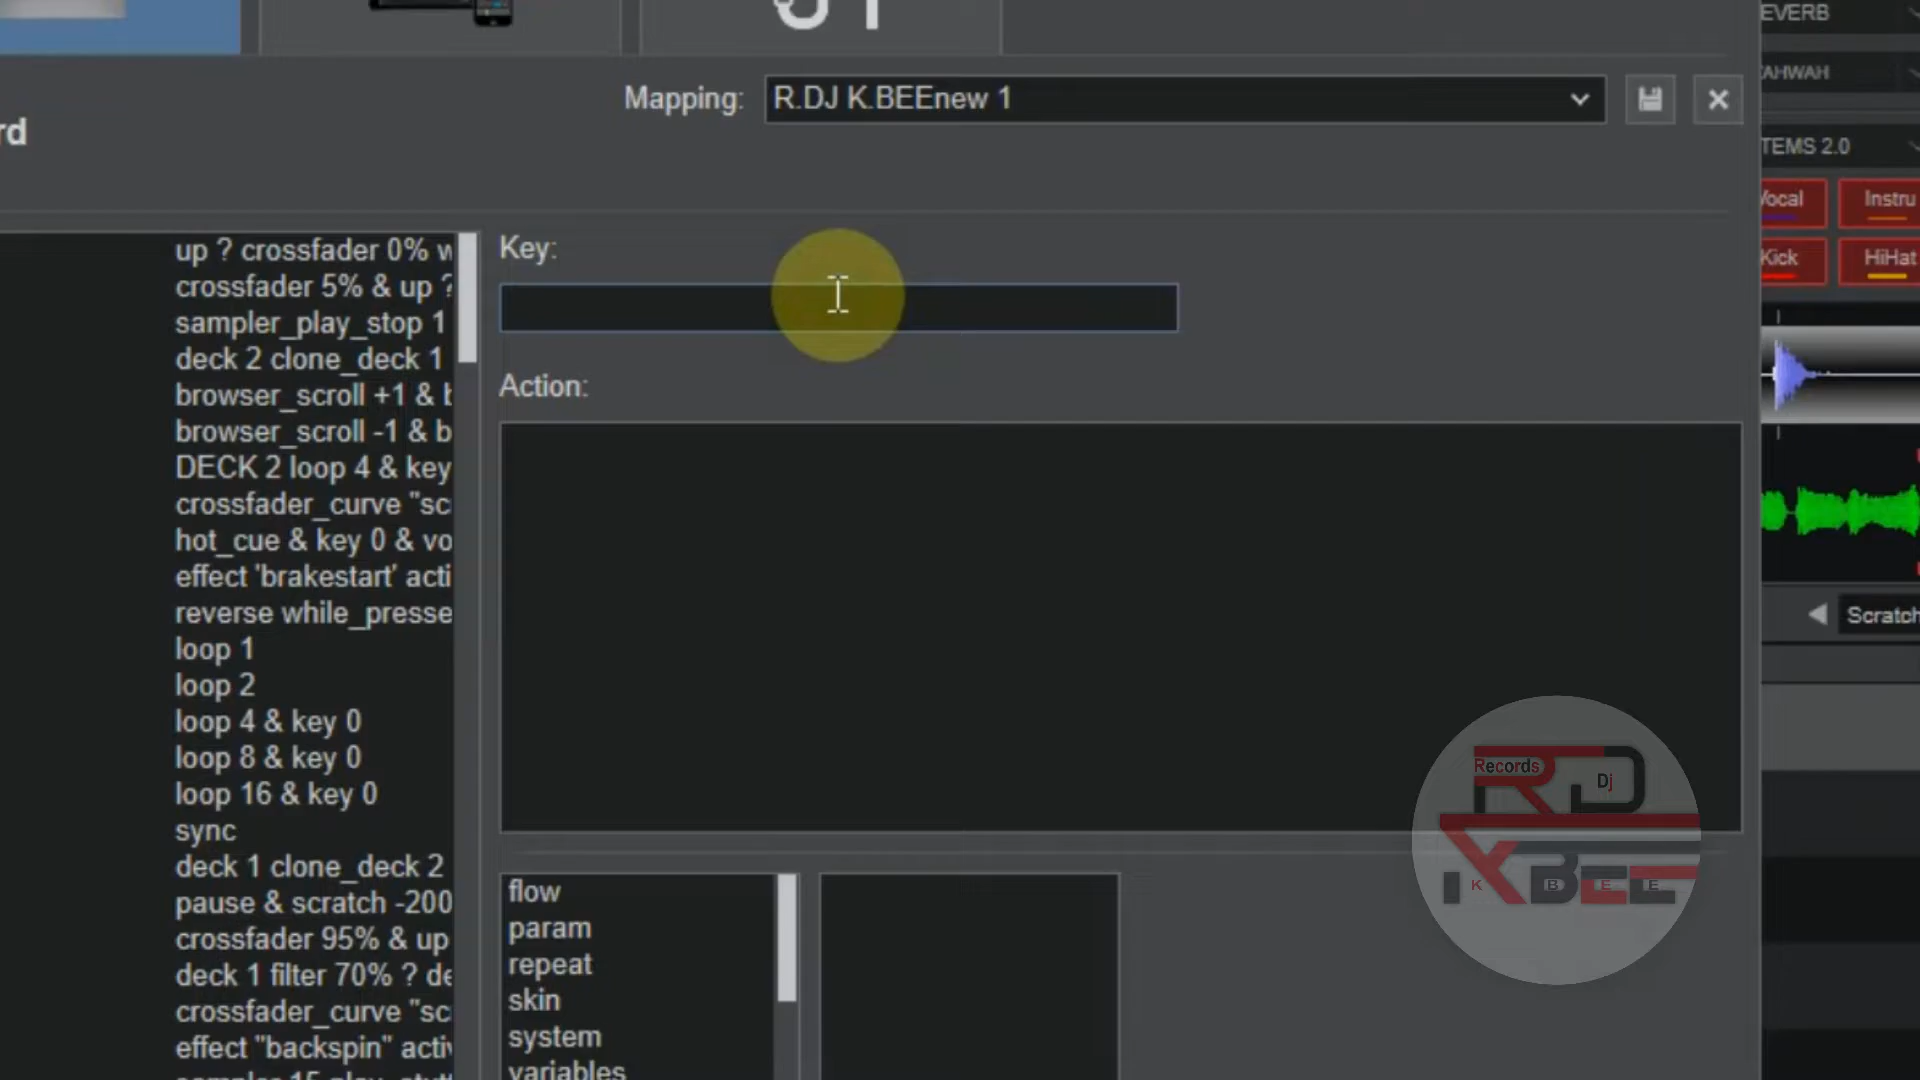 EVERB
Mapping:
R.DJ K.BEEnew 1
AHWAH
rd
TEMS 2.0
Vocal
Instru
Kick
HiHat
Key:
up ? crossfader 0% w
crossfader 5% & up ?
sampler_play_stop 1
deck 2 clone_deck 1
browser_scroll +1 & b
browser_scroll -1 & b
DECK 2 loop 4 & key
crossfader_curve "sc
hot_cue & key 0 & vo
effect 'brakestart' acti
reverse while_presse
loop 1
loop 2
loop 4 & key 0
loop 8 & key 0
loop 16 & key 0
sync
deck 1 clone_deck 2
pause & scratch -200
crossfader 95% & up
deck 1 filter 70% ? de
crossfader_curve "sc
effect "backspin" activ
Action:
Scratch
flow
param
repeat
skin
system
variables
Records
Dj
RD
K BEE
KBEE